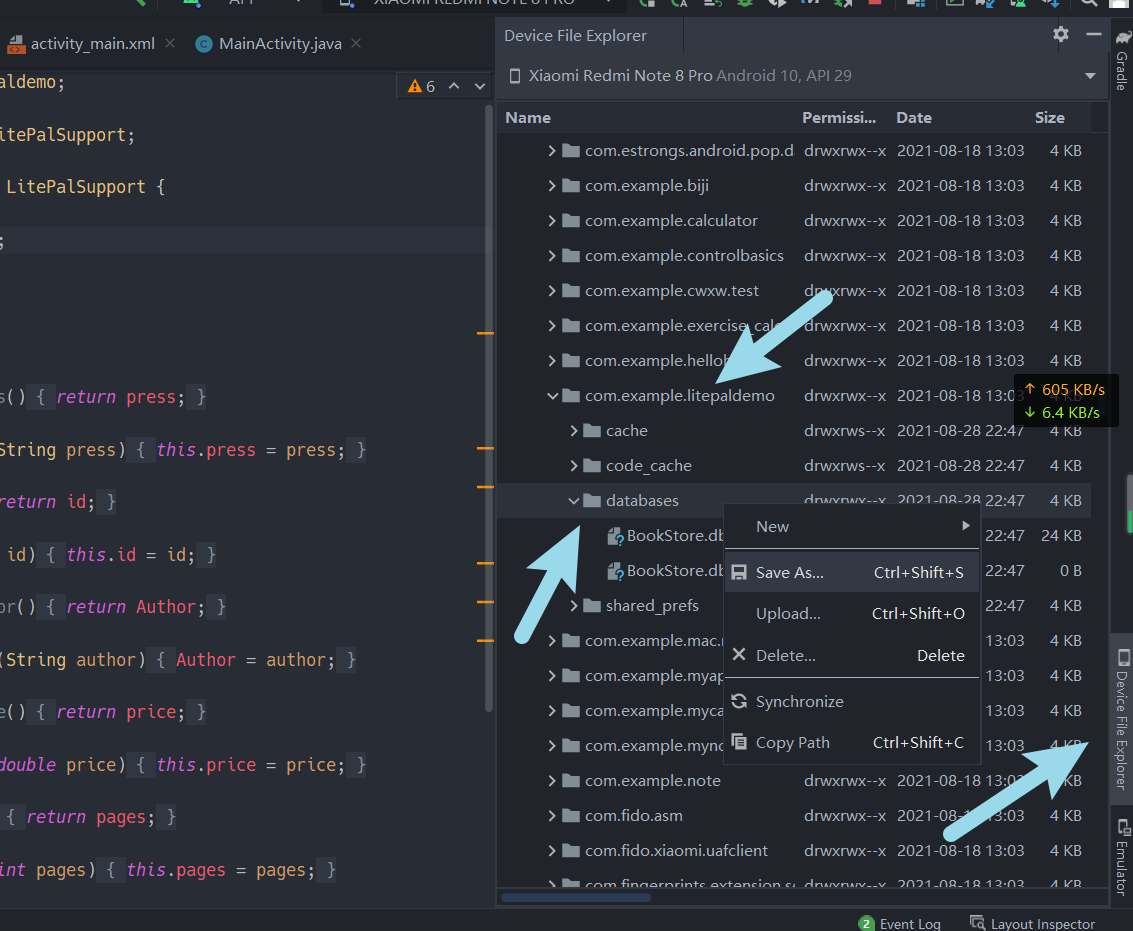 API
XIAOMI REDMI NOTE 8 PRO
activity_main.xml
MainActivity.java
Device File Explorer
Gradle
Xiaomi Redmi Note 8 Pro Android 10, API 29
aldemo;
6
Name Permissi... Date Size
itePalSupport;
LitePalSupport {
;
s() { return press; }
String press) { this.press = press; }
return id; }
id) { this.id = id; }
or() { return Author; }
(String author) { Author = author; }
e() { return price; }
double price) { this.price = price; }
{ return pages; }
int pages) { this.pages = pages; }
com.estrongs.android.pop.d drwxrwx--x 2021-08-18 13:03 4 KB
com.example.biji drwxrwx--x 2021-08-18 13:03 4 KB
com.example.calculator drwxrwx--x 2021-08-18 13:03 4 KB
com.example.controlbasics drwxrwx--x 2021-08-18 13:03 4 KB
com.example.cwxw.test drwxrwx--x 2021-08-18 13:03 4 KB
com.example.exercise_calc drwxrwx--x 2021-08-18 13:03 4 KB
com.example.hellob drwxrwx--x 2021-08-18 13:03 4 KB
com.example.litepaldemo drwxrwx--x 2021-08-18 13:03 4 KB
↑ 605 KB/s
↓ 6.4 KB/s
cache drwxrws--x 2021-08-28 22:47 4 KB
code_cache drwxrws--x 2021-08-28 22:47 4 KB
databases drwxrwx--x 2021-08-28 22:47 4 KB
BookStore.db 22:47 24 KB
BookStore.db 22:47 0 B
shared_prefs 22:47 4 KB
com.example.mac. 13:03 4 KB
com.example.myap 13:03 4 KB
com.example.myca 13:03 4 KB
com.example.myno 13:03 4 KB
com.example.note drwxrwx--x 2021-08-18 13:03 KB
com.fido.asm drwxrwx--x 2021-08-18 13:03 4 KB
com.fido.xiaomi.uafclient drwxrwx--x 2021-08-18 13:03 4 KB
com.fingerprints.extension.se drwxrwx--x 2021-08-18 13:03 4 KB
New
Save As... Ctrl+Shift+S
Upload... Ctrl+Shift+O
Delete... Delete
Synchronize
Copy Path Ctrl+Shift+C
Device File Explorer
Emulator
2 Event Log
Layout Inspector